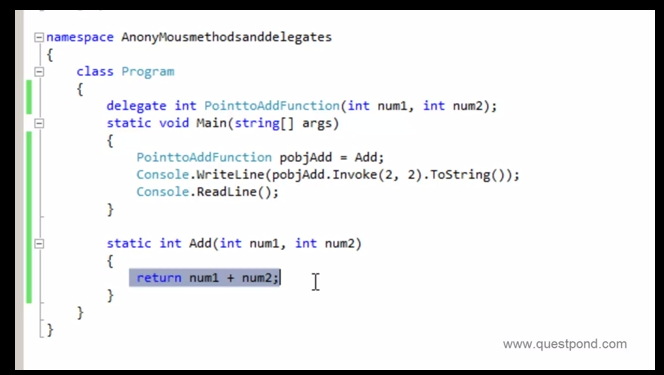 namespace AnonyMousmethodsanddelegates
{
class Program
{
delegate int PointtoAddFunction(int num1, int num2);
static void Main(string[] args)
{
PointtoAddFunction pobjAdd = Add;
Console.WriteLine(pobjAdd.Invoke(2, 2).ToString());
Console.ReadLine();
}
static int Add(int num1, int num2)
{
return num1 + num2;
}
}
}
www.questpond.com